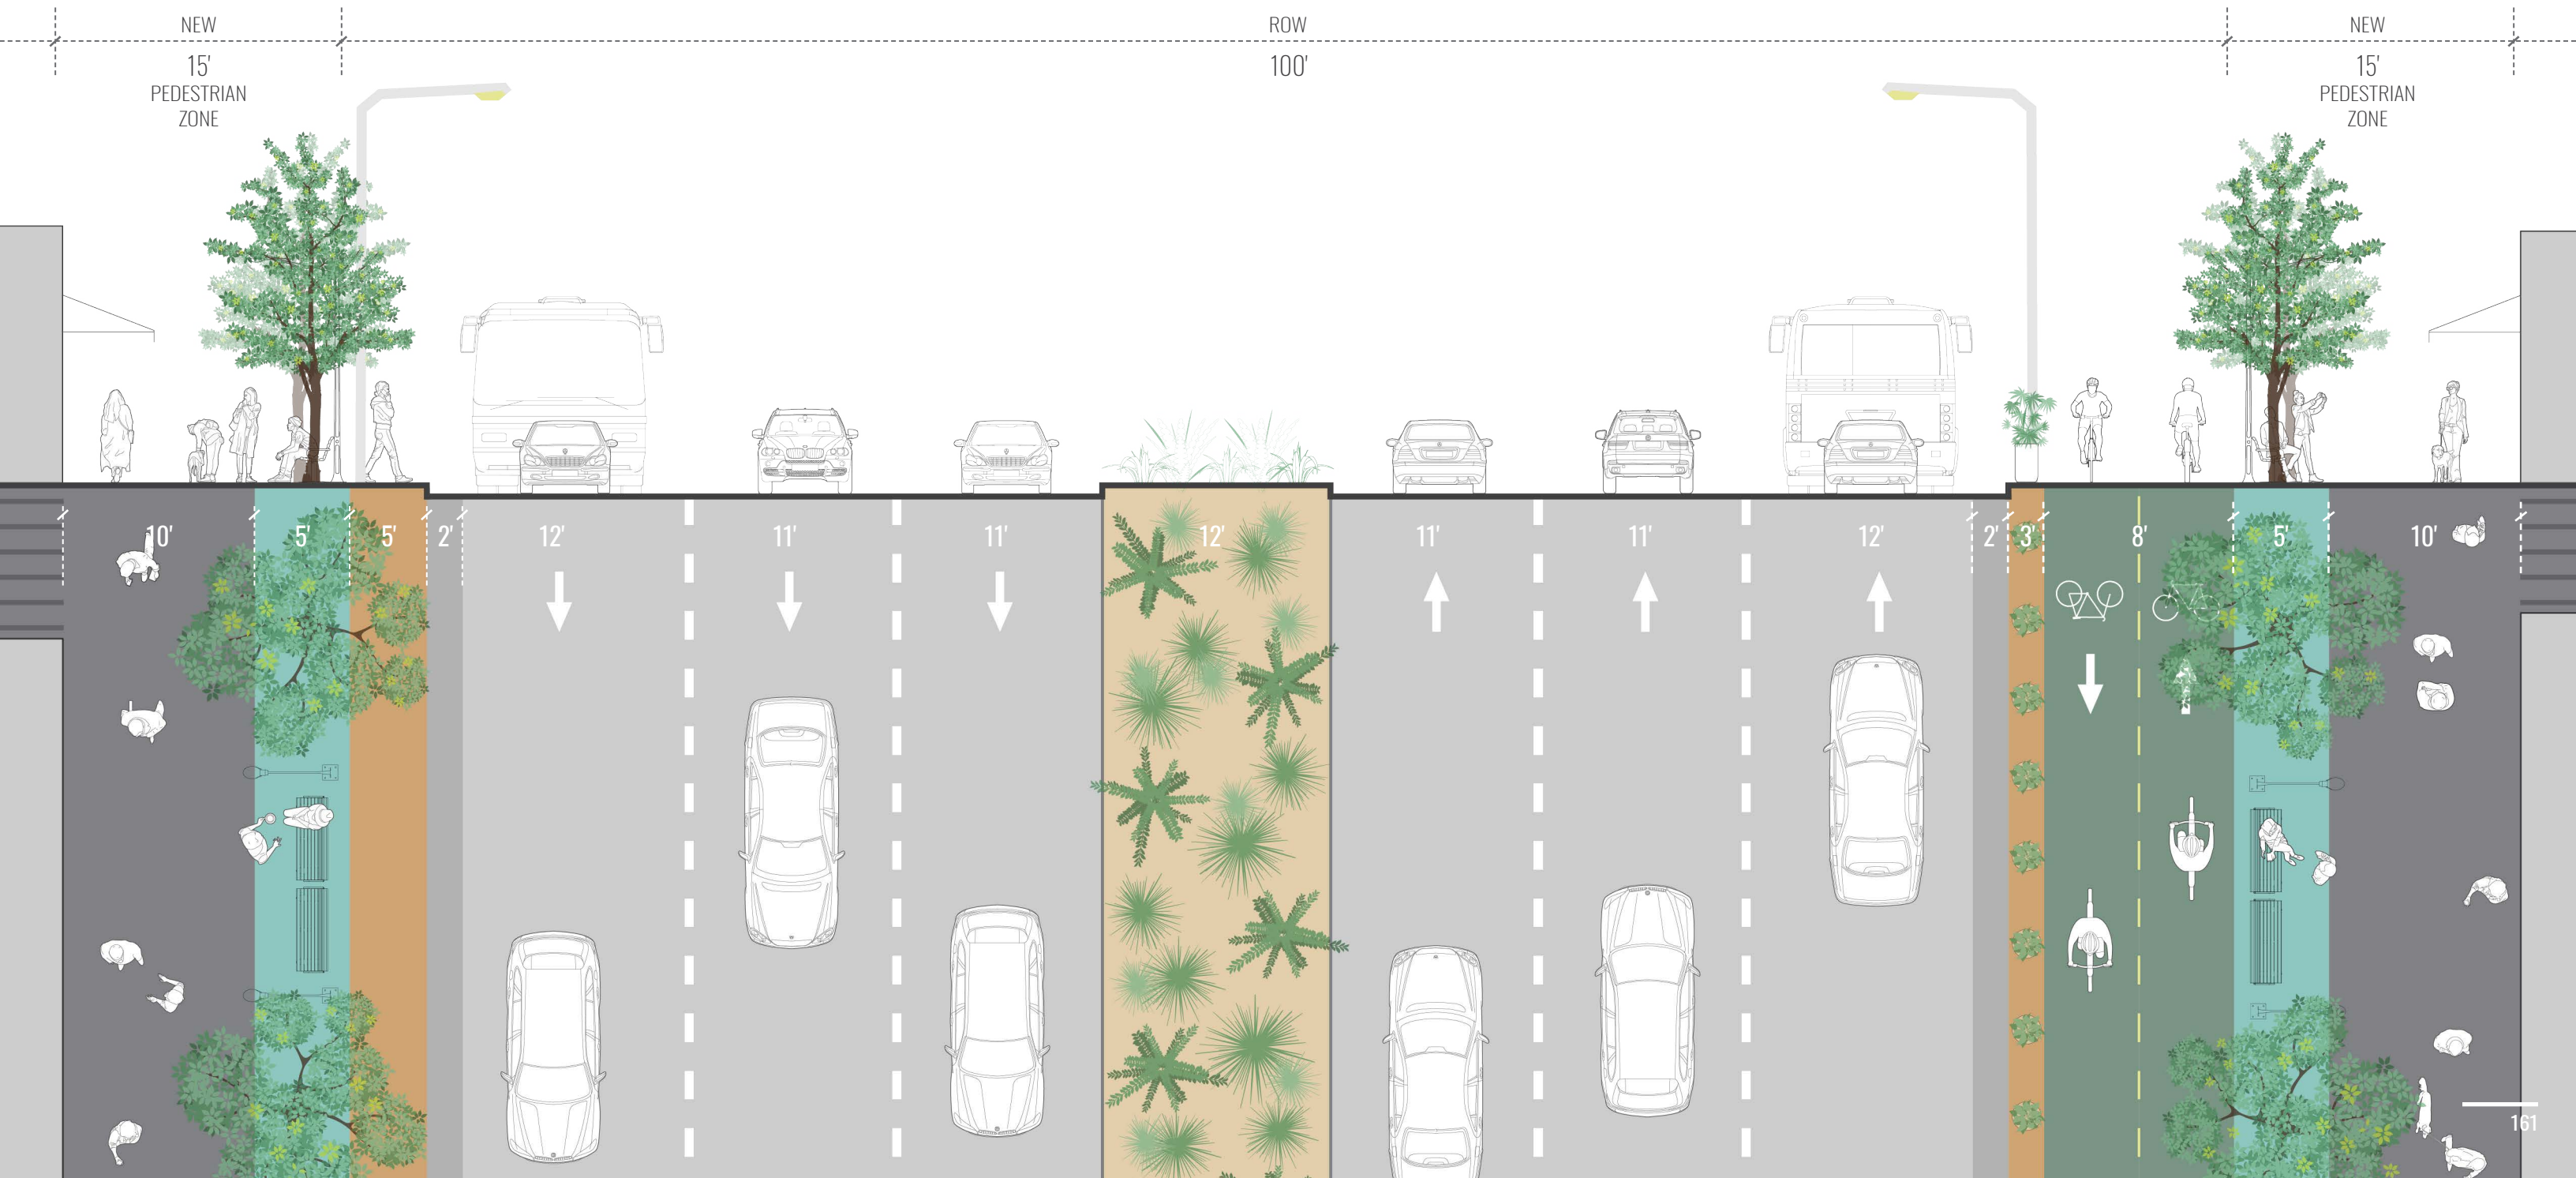 NEW
ROW
NEW
15'
100'
15'
PEDESTRIAN
ZONE
PEDESTRIAN
ZONE
10'
5'
5'
2'
12'
11'
11'
12'
11'
11'
12'
2'
3'
8'
5'
10'
161